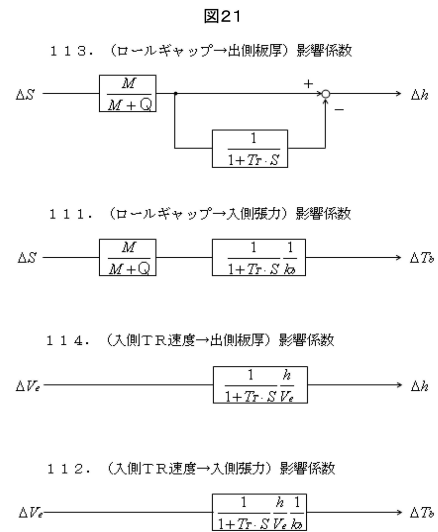 図21
113. (ロールギャップ→出側板厚) 影響係数
ΔS M/(M+Q) + − Δh
1/(1+Tr·S)
111. (ロールギャップ→入側張力) 影響係数
ΔS M/(M+Q) 1/(1+Tr·S) 1/kb ΔTb
114. (入側TR速度→出側板厚) 影響係数
ΔVe 1/(1+Tr·S) h/Ve Δh
112. (入側TR速度→入側張力) 影響係数
ΔVe 1/(1+Tr·S) h/Ve 1/kb ΔTb